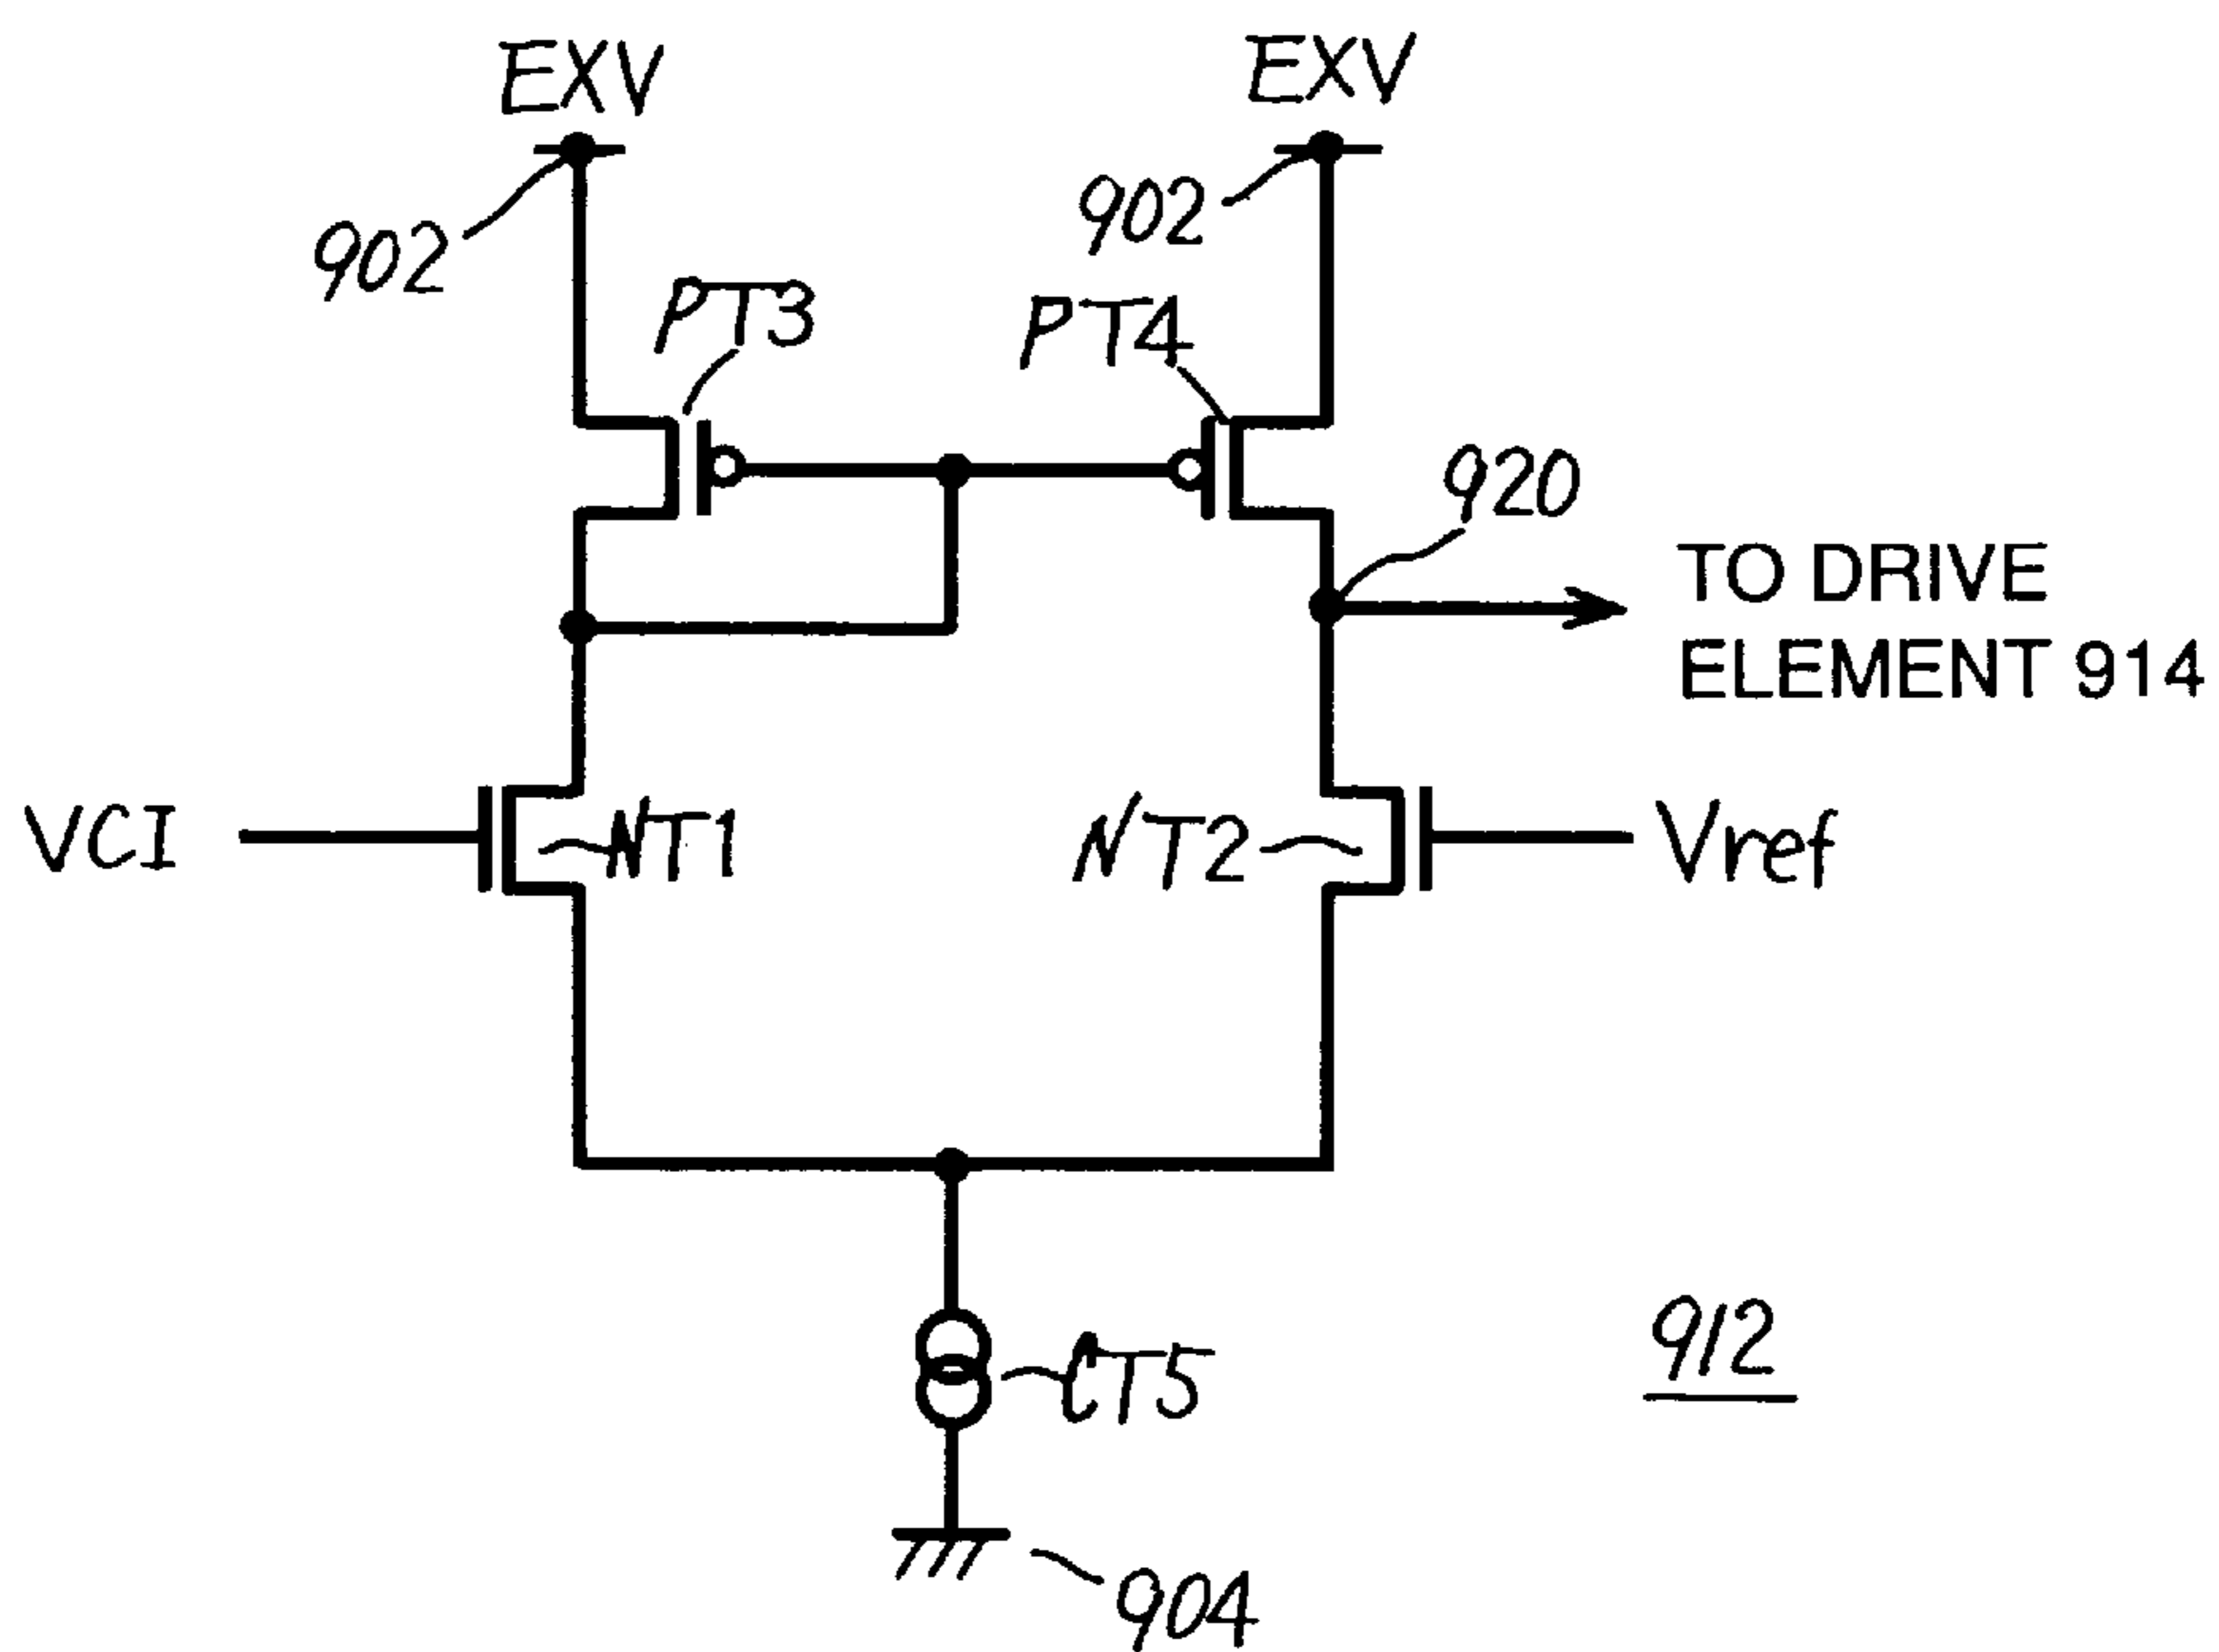 EXV
EXV
902
902
PT3
PT4
920
TO DRIVE
ELEMENT 914
VCI
NT1
NT2
Vref
CT5
912
904